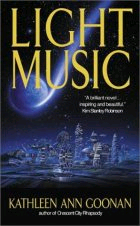 LIGHT
MUSIC
"A brilliant novel:
inspiring and beautiful."
Kim Stanley Robinson
KATHLEEN ANN GOONAN
author of Crescent City Rhapsody